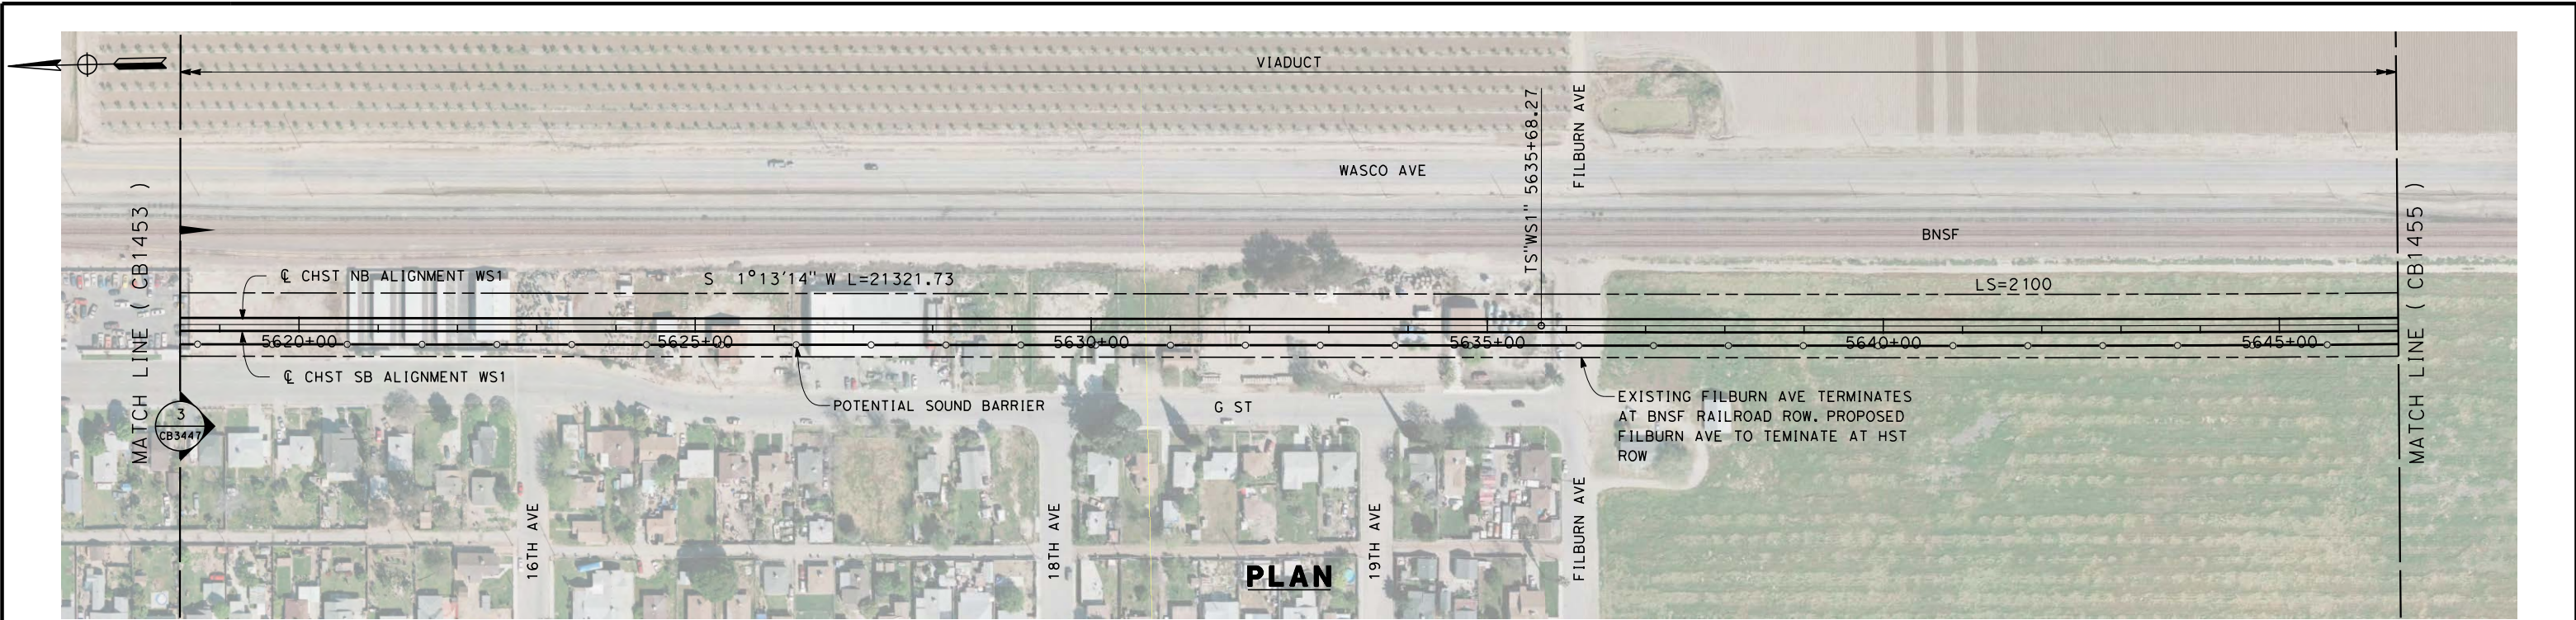 VIADUCT
TS"WS1" 5635+68.27
FILBURN AVE
WASCO AVE
BNSF
MATCH LINE ( CB1453 )
MATCH LINE ( CB1455 )
℄ CHST NB ALIGNMENT WS1
S 1°13'14" W L=21321.73
LS=2100
5620+00
5625+00
5630+00
5635+00
5640+00
5645+00
℄ CHST SB ALIGNMENT WS1
POTENTIAL SOUND BARRIER
G ST
EXISTING FILBURN AVE TERMINATES
AT BNSF RAILROAD ROW. PROPOSED
FILBURN AVE TO TEMINATE AT HST
ROW
3
CB3447
16TH AVE
18TH AVE
19TH AVE
FILBURN AVE
PLAN